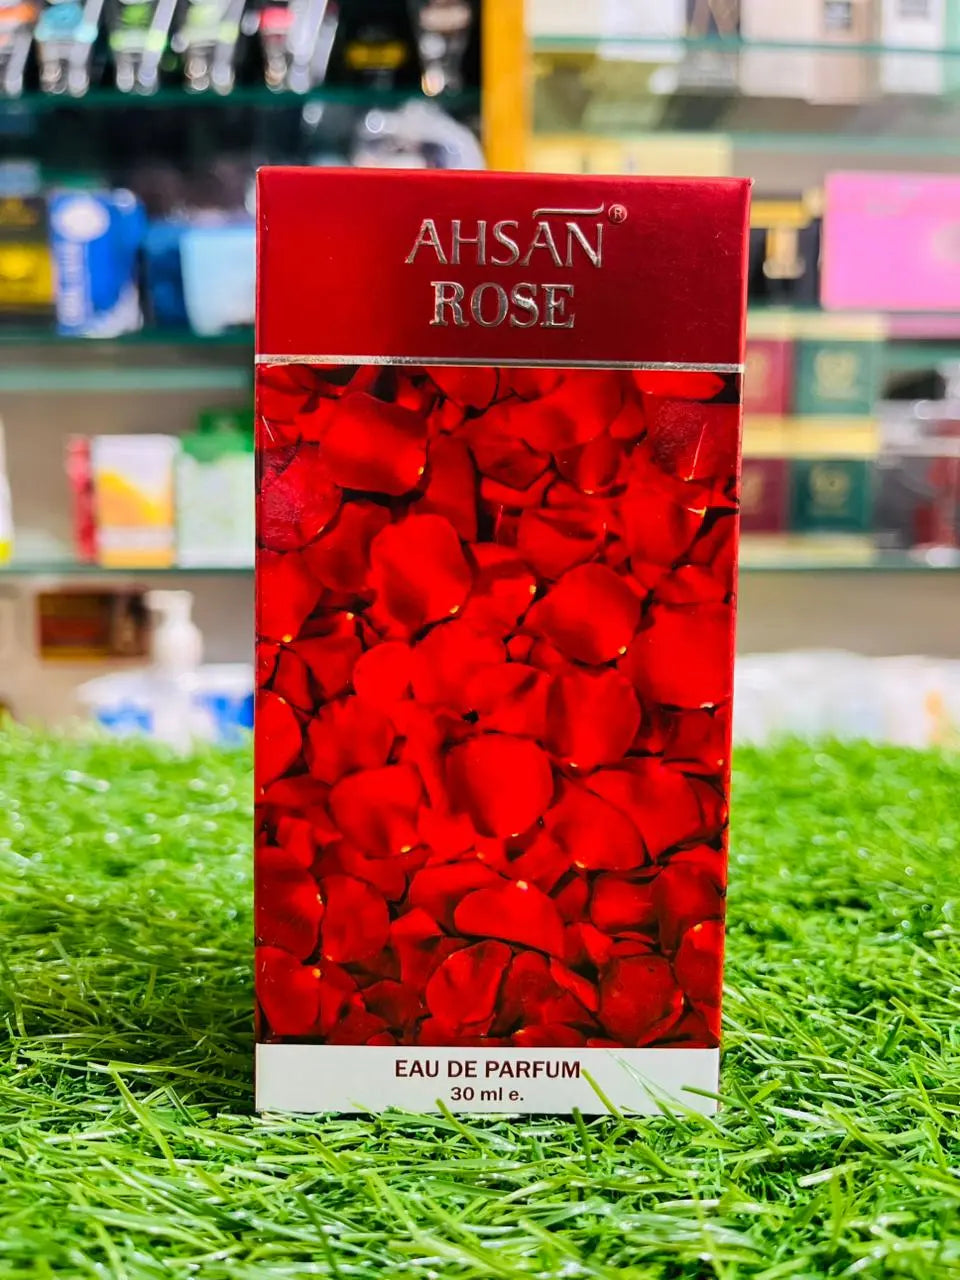 AHSAN®
ROSE
EAU DE PARFUM
30 ml e.